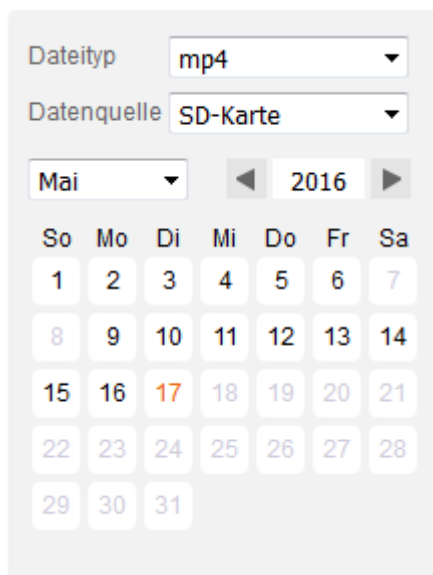 Dateityp mp4
Datenquelle SD-Karte
Mai 2016
So Mo Di Mi Do Fr Sa
1 2 3 4 5 6 7
8 9 10 11 12 13 14
15 16 17 18 19 20 21
22 23 24 25 26 27 28
29 30 31